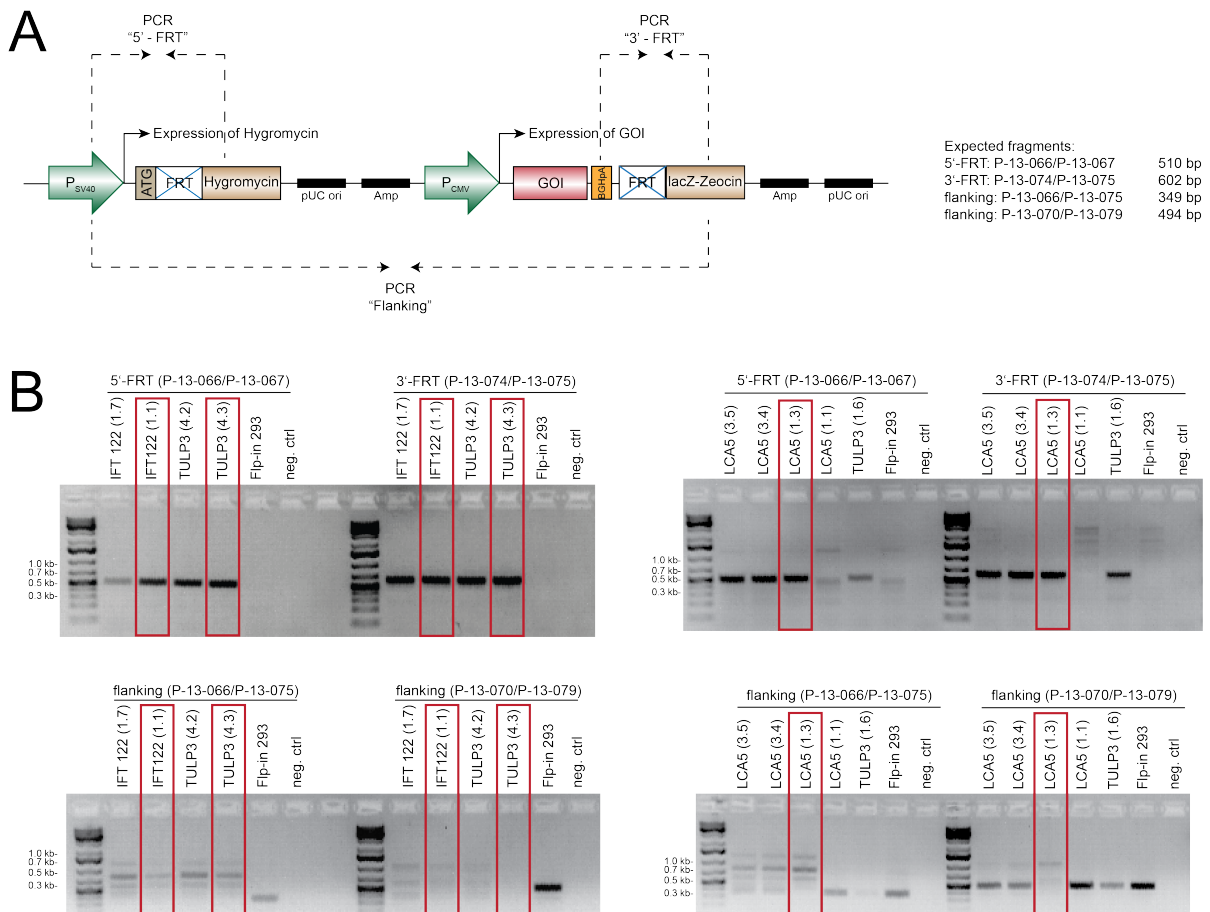 A
PCR
“5’ - FRT”
PCR
“3’ - FRT”
Expression of Hygromycin
Expression of GOI
P SV40
ATG
FRT
Hygromycin
pUC ori
Amp
P CMV
GOI
BGHpA
FRT
lacZ-Zeocin
Amp
pUC ori
PCR
“Flanking”
Expected fragments:
5‘-FRT: P-13-066/P-13-067 510 bp
3‘-FRT: P-13-074/P-13-075 602 bp
flanking: P-13-066/P-13-075 349 bp
flanking: P-13-070/P-13-079 494 bp
B
5‘-FRT (P-13-066/P-13-067)
IFT 122 (1.7)
IFT122 (1.1)
TULP3 (4.2)
TULP3 (4.3)
Flp-in 293
neg. ctrl
3‘-FRT (P-13-074/P-13-075)
IFT 122 (1.7)
IFT122 (1.1)
TULP3 (4.2)
TULP3 (4.3)
Flp-in 293
neg. ctrl
1.0 kb-
0.7 kb-
0.5 kb-
0.3 kb-
5‘-FRT (P-13-066/P-13-067)
LCA5 (3.5)
LCA5 (3.4)
LCA5 (1.3)
LCA5 (1.1)
TULP3 (1.6)
Flp-in 293
neg. ctrl
3‘-FRT (P-13-074/P-13-075)
LCA5 (3.5)
LCA5 (3.4)
LCA5 (1.3)
LCA5 (1.1)
TULP3 (1.6)
Flp-in 293
neg. ctrl
1.0 kb-
0.7 kb-
0.5 kb-
0.3 kb-
flanking (P-13-066/P-13-075)
IFT 122 (1.7)
IFT122 (1.1)
TULP3 (4.2)
TULP3 (4.3)
Flp-in 293
neg. ctrl
flanking (P-13-070/P-13-079)
IFT 122 (1.7)
IFT122 (1.1)
TULP3 (4.2)
TULP3 (4.3)
Flp-in 293
neg. ctrl
1.0 kb-
0.7 kb-
0.5 kb-
0.3 kb-
flanking (P-13-066/P-13-075)
LCA5 (3.5)
LCA5 (3.4)
LCA5 (1.3)
LCA5 (1.1)
TULP3 (1.6)
Flp-in 293
neg. ctrl
flanking (P-13-070/P-13-079)
LCA5 (3.5)
LCA5 (3.4)
LCA5 (1.3)
LCA5 (1.1)
TULP3 (1.6)
Flp-in 293
neg. ctrl
1.0 kb-
0.7 kb-
0.5 kb-
0.3 kb-